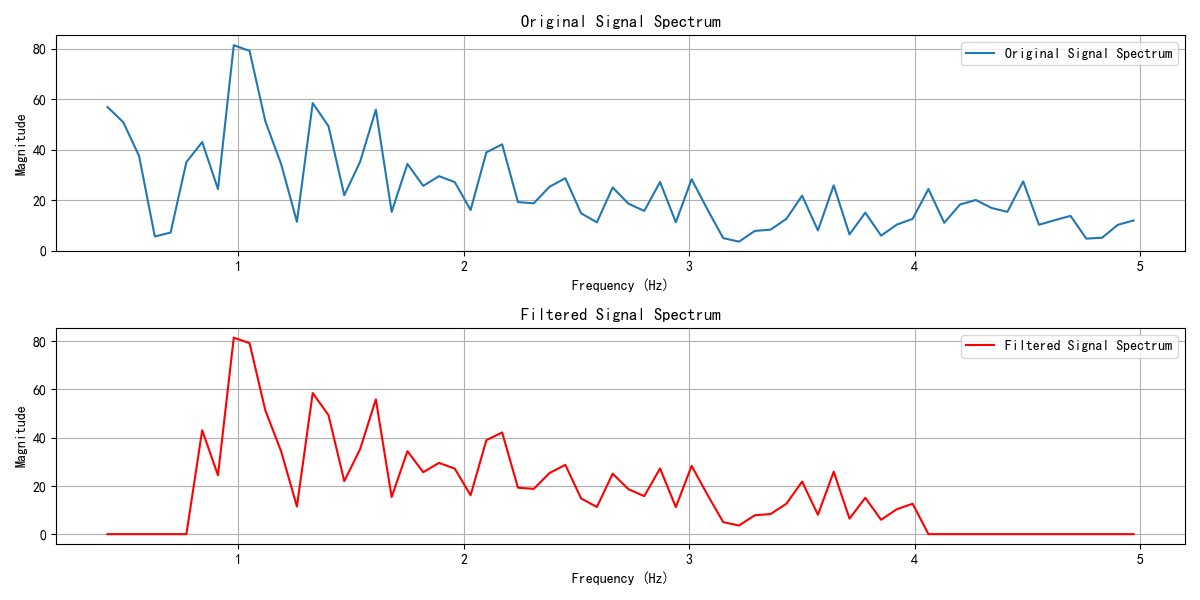 Original Signal Spectrum
80
60
40
20
0
Magnitude
Original Signal Spectrum
1 2 3 4 5
Frequency (Hz)
Filtered Signal Spectrum
80
60
40
20
0
Magnitude
Filtered Signal Spectrum
1 2 3 4 5
Frequency (Hz)